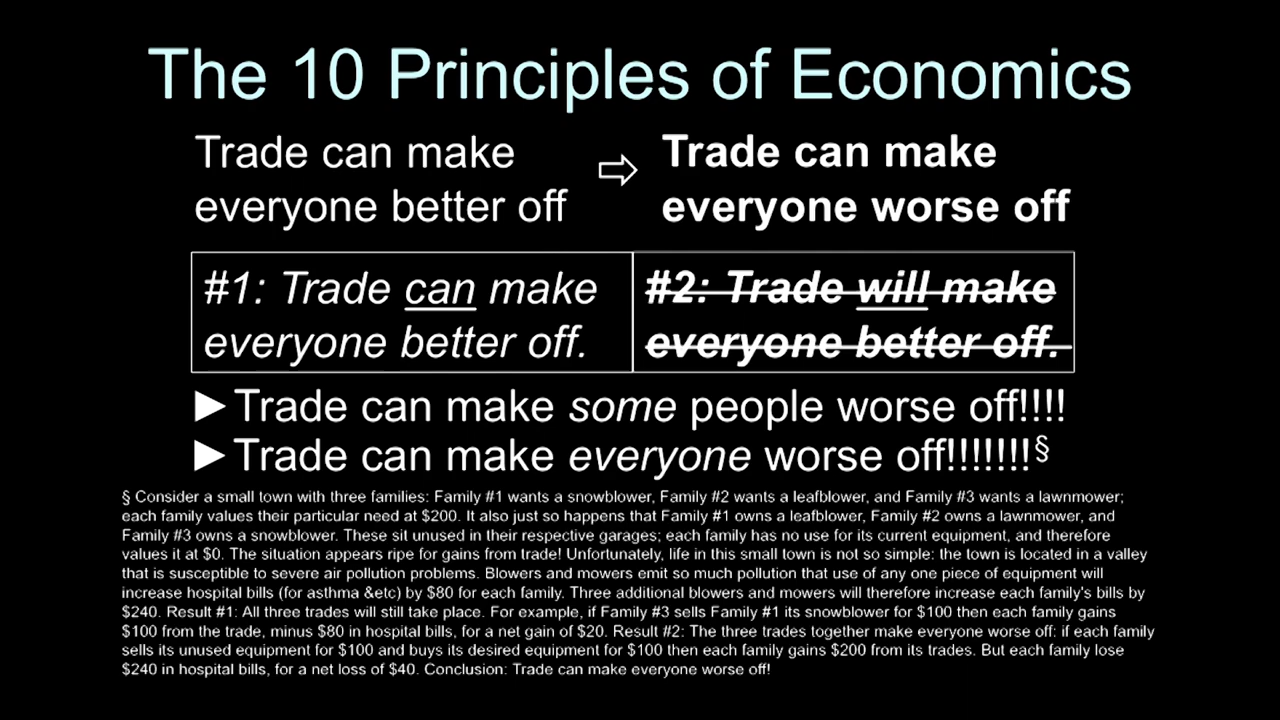 The 10 Principles of Economics
Trade can make
everyone better off
⇨
Trade can make
everyone worse off
#1: Trade can make
everyone better off.
#2: Trade will make
everyone better off.
►Trade can make some people worse off!!!!
►Trade can make everyone worse off!!!!!!!§
§ Consider a small town with three families: Family #1 wants a snowblower, Family #2 wants a leafblower, and Family #3 wants a lawnmower;
each family values their particular need at $200. It also just so happens that Family #1 owns a leafblower, Family #2 owns a lawnmower, and
Family #3 owns a snowblower. These sit unused in their respective garages; each family has no use for its current equipment, and therefore
values it at $0. The situation appears ripe for gains from trade! Unfortunately, life in this small town is not so simple: the town is located in a valley
that is susceptible to severe air pollution problems. Blowers and mowers emit so much pollution that use of any one piece of equipment will
increase hospital bills (for asthma &etc) by $80 for each family. Three additional blowers and mowers will therefore increase each family's bills by
$240. Result #1: All three trades will still take place. For example, if Family #3 sells Family #1 its snowblower for $100 then each family gains
$100 from the trade, minus $80 in hospital bills, for a net gain of $20. Result #2: The three trades together make everyone worse off: if each family
sells its unused equipment for $100 and buys its desired equipment for $100 then each family gains $200 from its trades. But each family lose
$240 in hospital bills, for a net loss of $40. Conclusion: Trade can make everyone worse off!